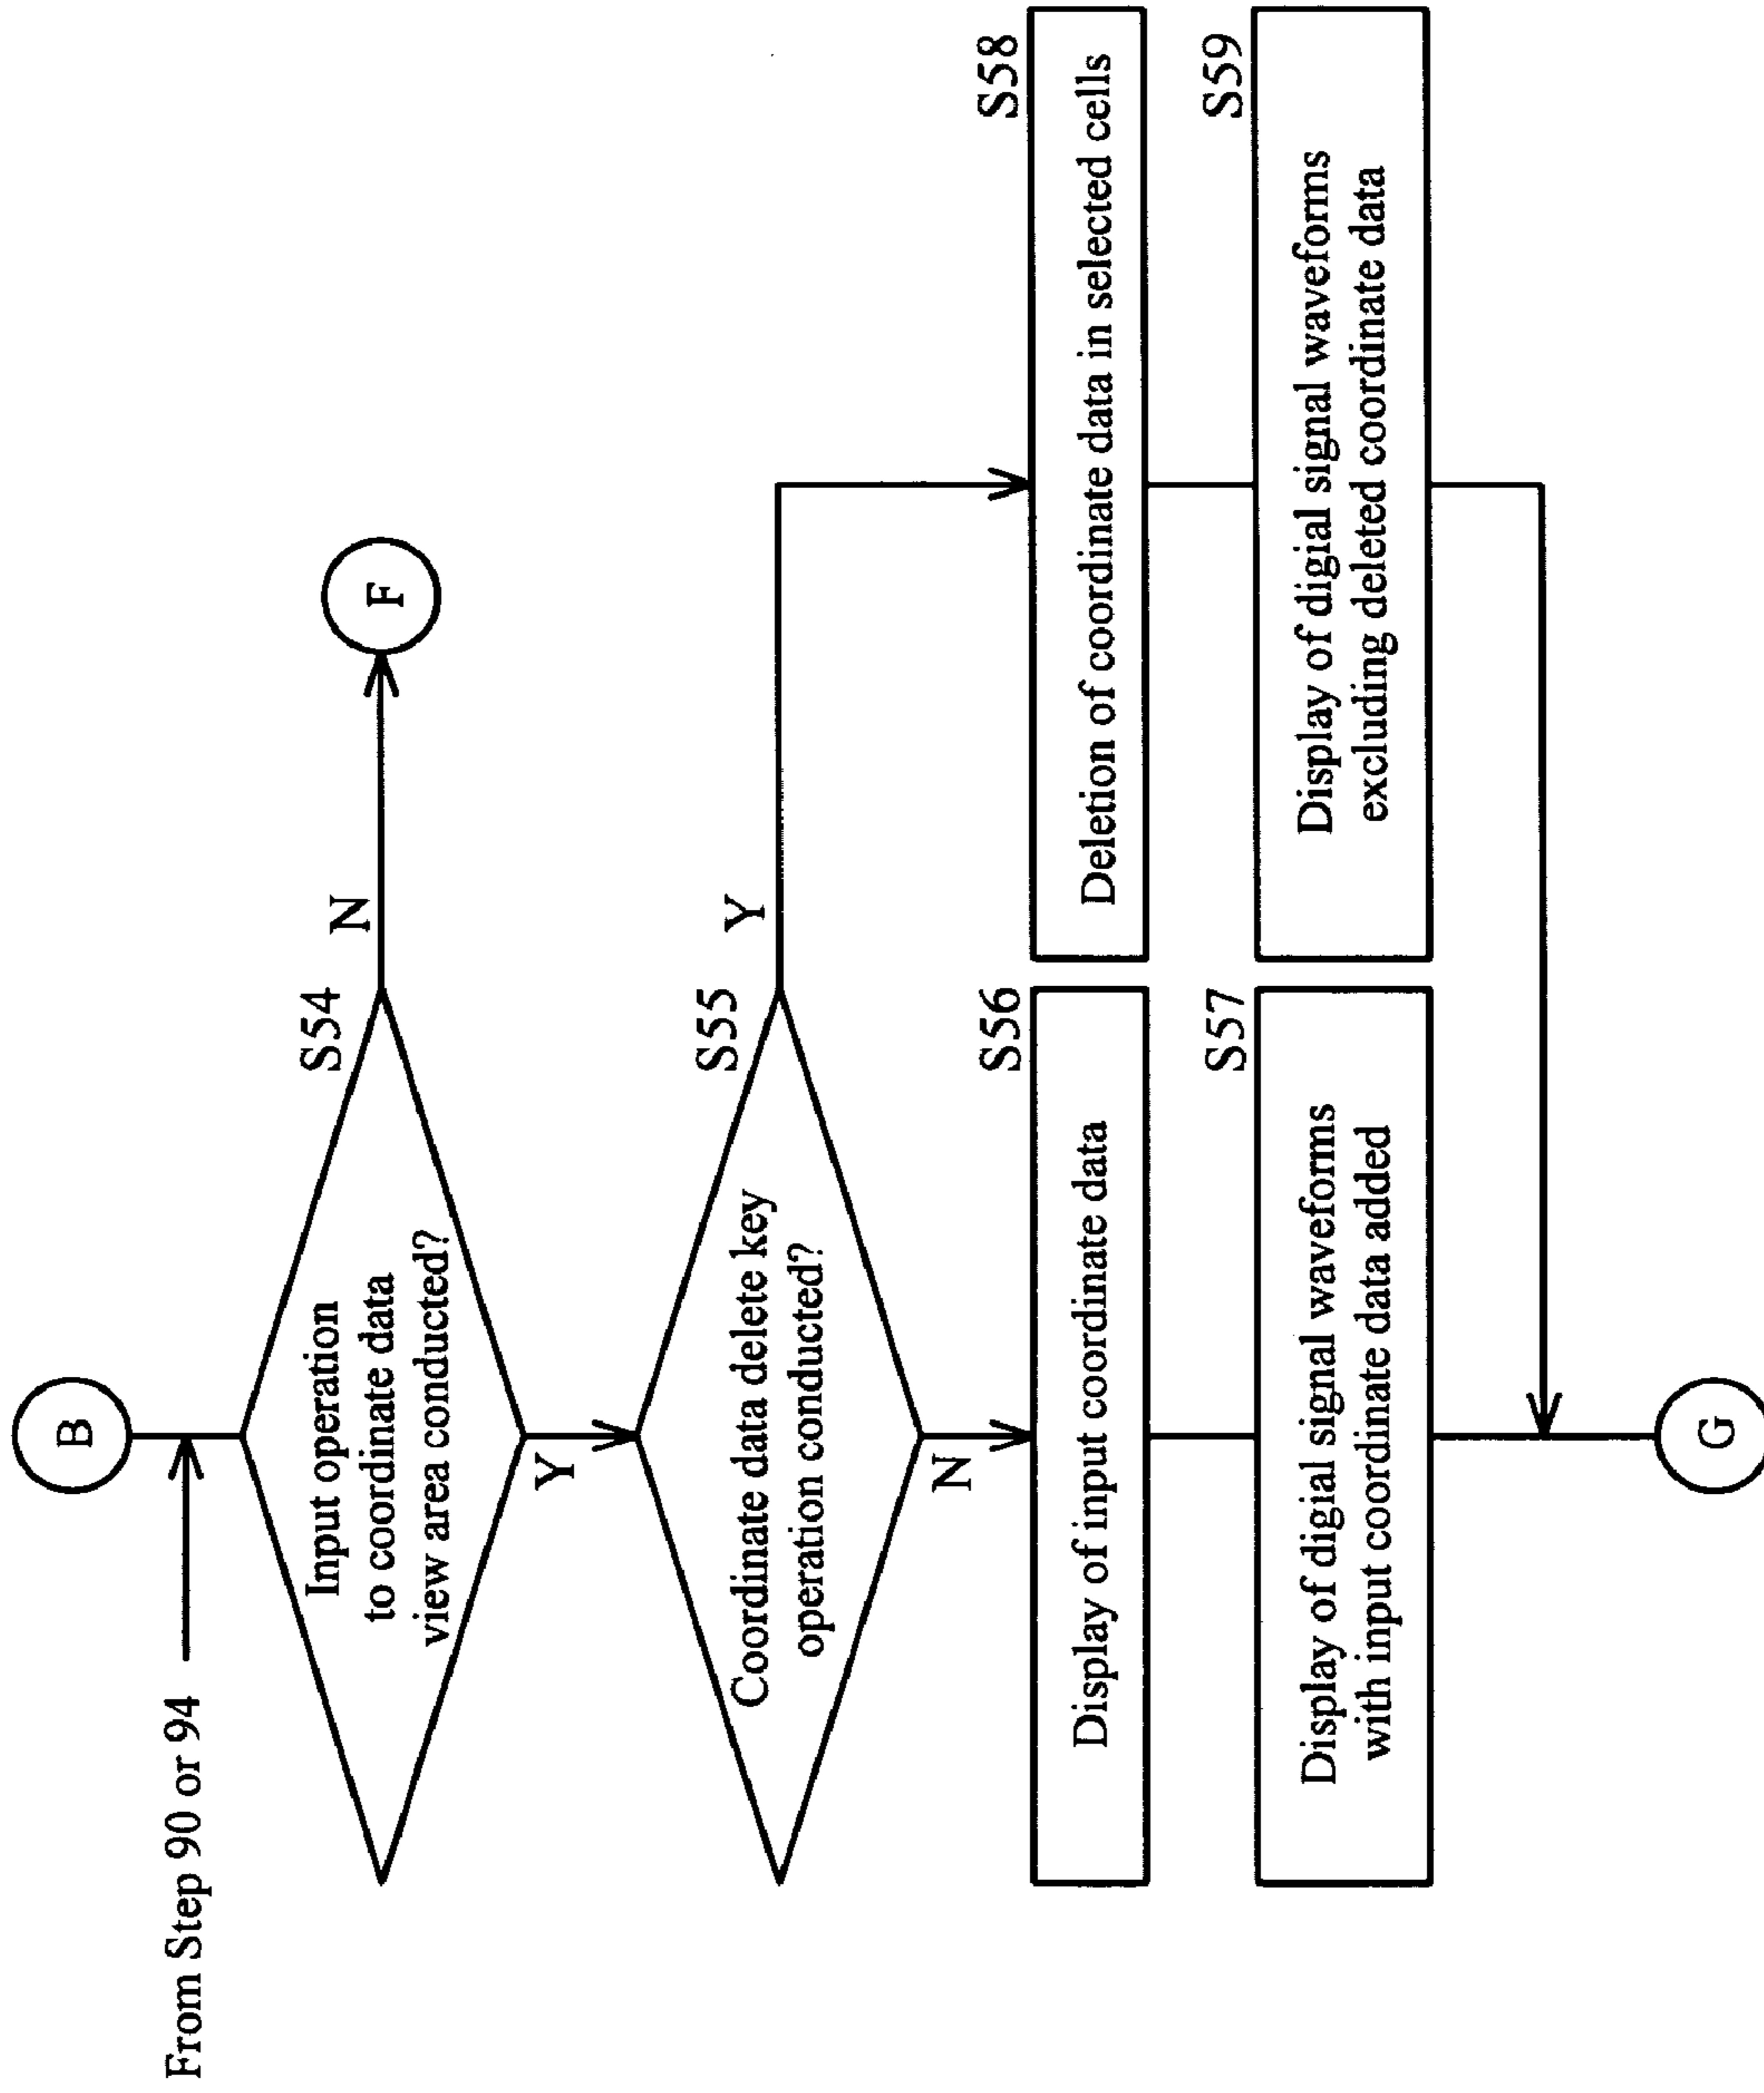 B
From Step 90 or 94
S54
Input operation
to coordinate data
view area conducted?
N
F
Y
S55
Coordinate data delete key
operation conducted?
Y
N
S56
Display of input coordinate data
S58
Deletion of coordinate data in selected cells
S57
Display of digial signal waveforms
with input coordinate data added
S59
Display of digial signal waveforms
excluding deleted coordinate data
G